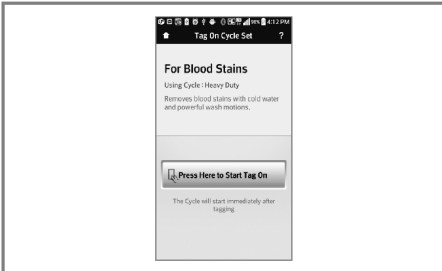 98% 4:12 PM
Tag On Cycle Set ?
For Blood Stains
Using Cycle : Heavy Duty
Removes blood stains with cold water
and powerful wash motions.
Press Here to Start Tag On
The Cycle will start immediately after
tagging